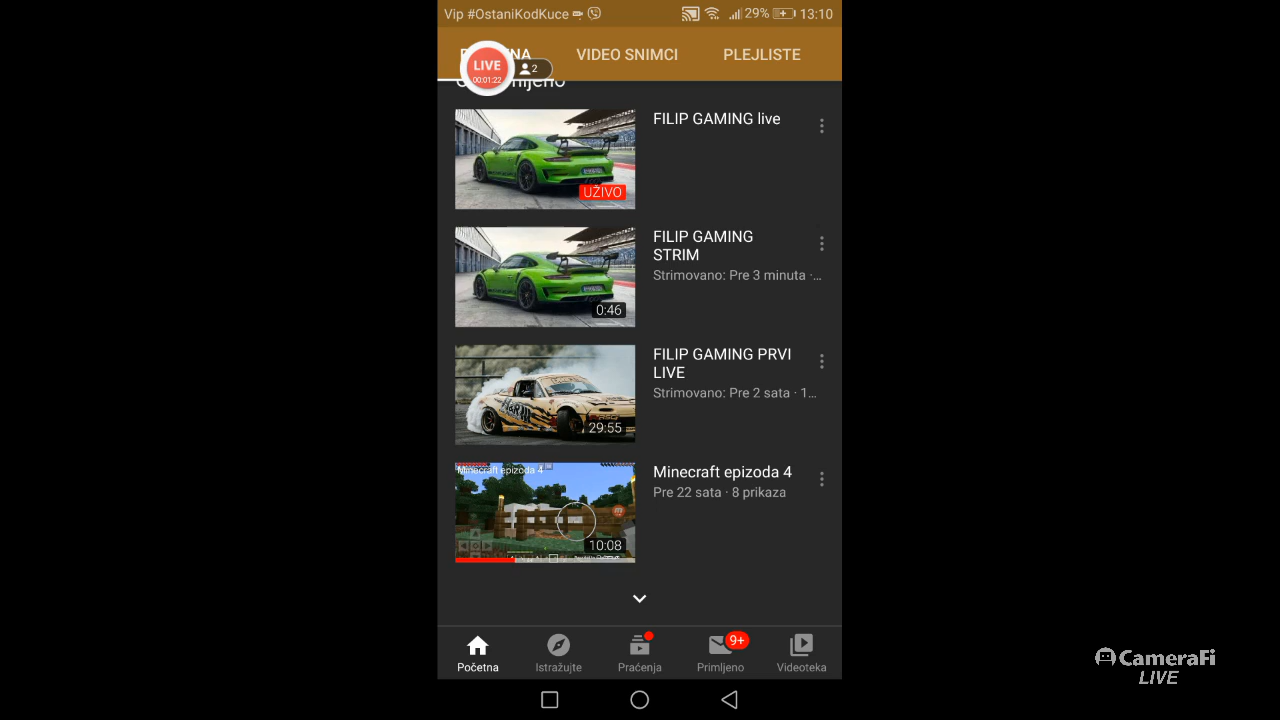 Vip #OstaniKodKuce
29% 13:10
LIVE
00:01:22
2
VIDEO SNIMCI
PLEJLISTE
FILIP GAMING live
UŽIVO
FILIP GAMING
STRIM
Strimovano: Pre 3 minuta ·...
0:46
FILIP GAMING PRVI
LIVE
Strimovano: Pre 2 sata · 1...
29:55
Minecraft epizoda 4
Minecraft epizoda 4
Pre 22 sata · 8 prikaza
10:08
Početna
Istražujte
Praćenja
9+
Primljeno
Videoteka
CameraFi
LIVE